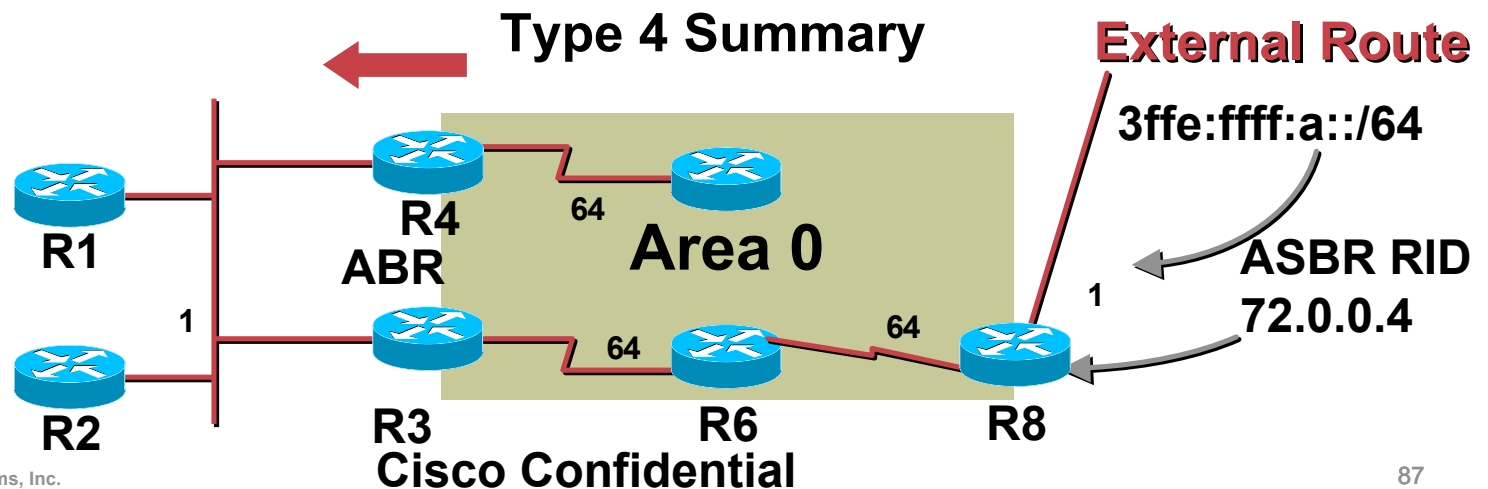 Type 4 Summary
External Route
3ffe:ffff:a::/64
R4
64
Area 0
R1
ABR
ASBR RID
1
72.0.0.4
1
64
64
R2
R3
R6
R8
Cisco Confidential
ms, Inc.
87